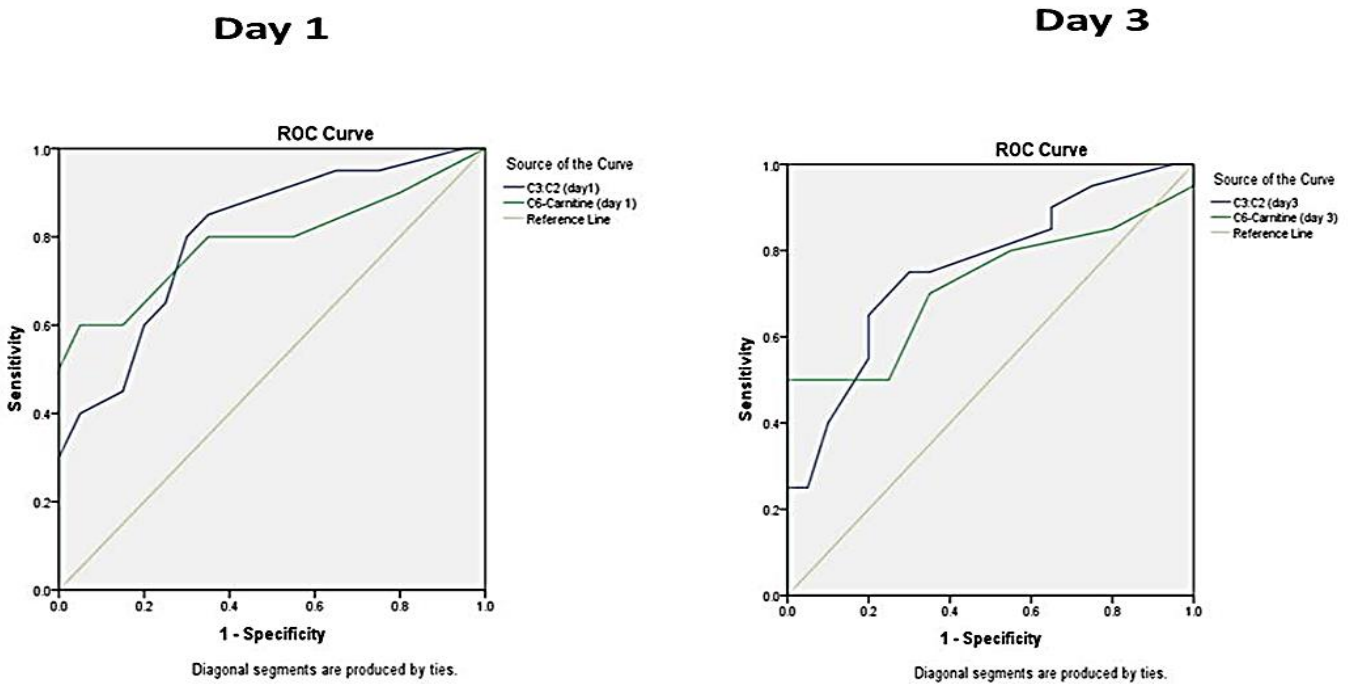 Day 1
ROC Curve
Source of the Curve
C3:C2 (day1)
C6-Carnitine (day 1)
Reference Line
Sensitivity
1.0
0.8
0.6
0.4
0.2
0.0
0.0 0.2 0.4 0.6 0.8 1.0
1 - Specificity
Diagonal segments are produced by ties.
Day 3
ROC Curve
Source of the Curve
C3:C2 (day3
C6-Carnitine (day 3)
Reference Line
Sensitivity
1.0
0.8
0.6
0.4
0.2
0.0
0.0 0.2 0.4 0.6 0.8 1.0
1 - Specificity
Diagonal segments are produced by ties.